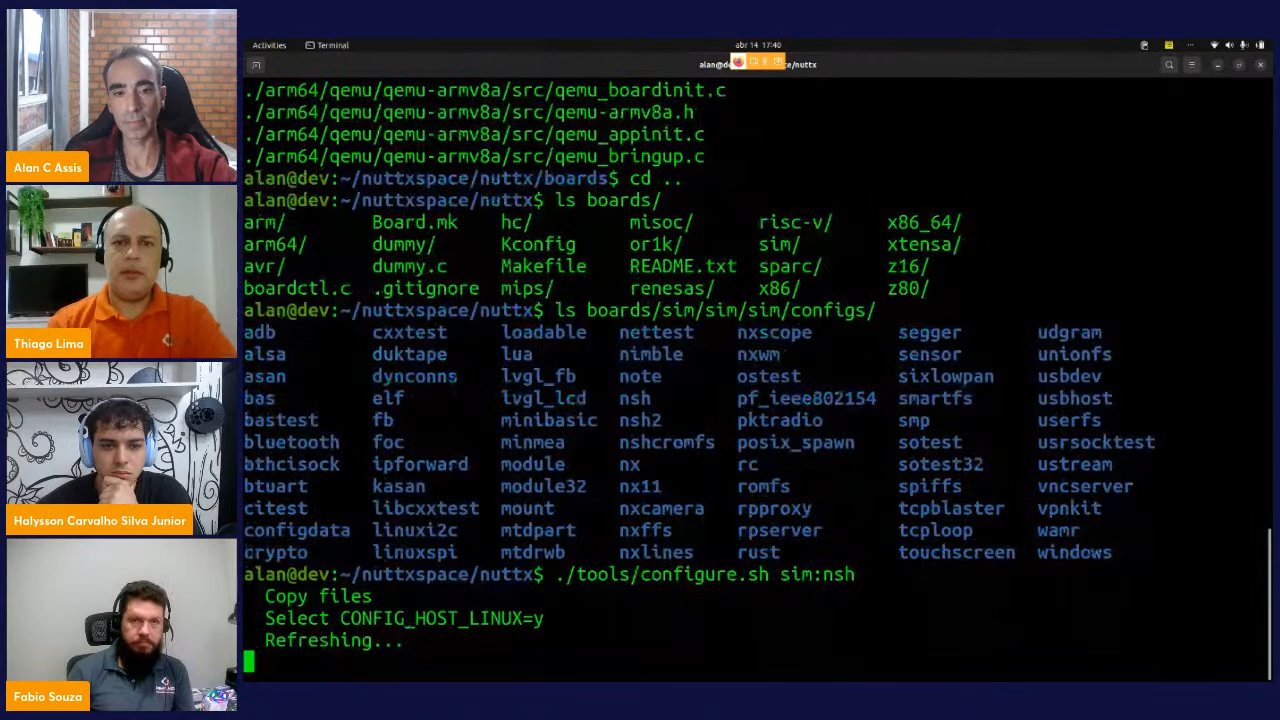 Alan C Assis
Thiago Lima
Halysson Carvalho Silva Junior
Fabio Souza
Activities Terminal abr 14 17:40
/nuttx
./arm64/qemu/qemu-armv8a/src/qemu_boardinit.c
./arm64/qemu/qemu-armv8a/src/qemu-armv8a.h
./arm64/qemu/qemu-armv8a/src/qemu_appinit.c
./arm64/qemu/qemu-armv8a/src/qemu_bringup.c
alan@dev:~/nuttxspace/nuttx/boards$ cd ..
alan@dev:~/nuttxspace/nuttx$ ls boards/
arm/ Board.mk hc/ misoc/ risc-v/ x86_64/
arm64/ dummy/ Kconfig or1k/ sim/ xtensa/
avr/ dummy.c Makefile README.txt sparc/ z16/
boardctl.c .gitignore mips/ renesas/ x86/ z80/
alan@dev:~/nuttxspace/nuttx$ ls boards/sim/sim/sim/configs/
adb cxxtest loadable nettest nxscope segger udgram
alsa duktape lua nimble nxwm sensor unionfs
asan dynconns lvgl_fb note ostest sixlowpan usbdev
bas elf lvgl_lcd nsh pf_ieee802154 smartfs usbhost
bastest fb minibasic nsh2 pktradio smp userfs
bluetooth foc minmea nshcromfs posix_spawn sotest usrsocktest
bthcisock ipforward module nx rc sotest32 ustream
btuart kasan module32 nx11 romfs spiffs vncserver
citest libcxxtest mount nxcamera rpproxy tcpblaster vpnkit
configdata linuxi2c mtdpart nxffs rpserver tcploop wamr
crypto linuxspi mtdrwb nxlines rust touchscreen windows
alan@dev:~/nuttxspace/nuttx$ ./tools/configure.sh sim:nsh
Copy files
Select CONFIG_HOST_LINUX=y
Refreshing...